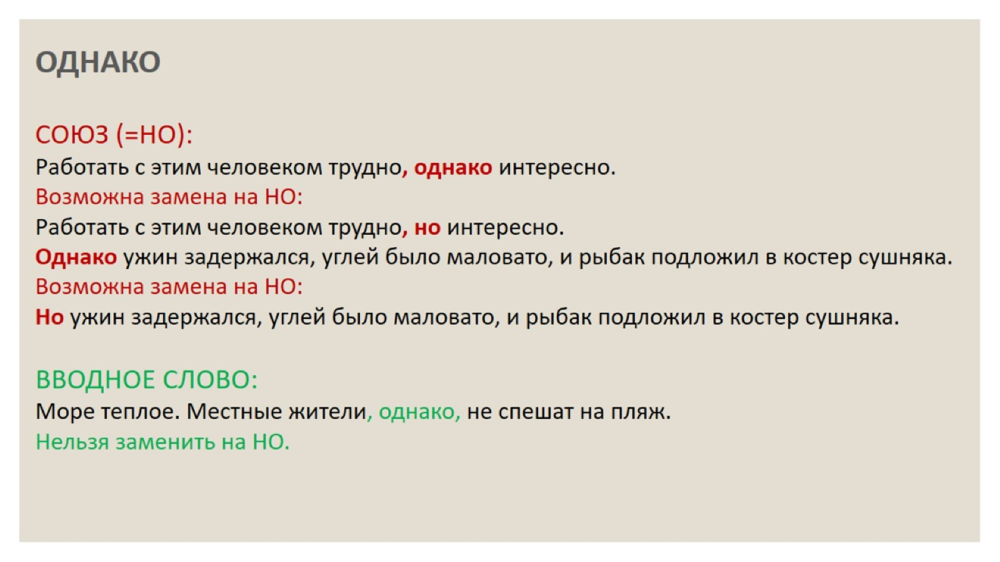 ОДНАКО
СОЮЗ (=НО):
Работать с этим человеком трудно, однако интересно.
Возможна замена на НО:
Работать с этим человеком трудно, но интересно.
Однако ужин задержался, углей было маловато, и рыбак подложил в костер сушняка.
Возможна замена на НО:
Но ужин задержался, углей было маловато, и рыбак подложил в костер сушняка.
ВВОДНОЕ СЛОВО:
Море теплое. Местные жители, однако, не спешат на пляж.
Нельзя заменить на НО.